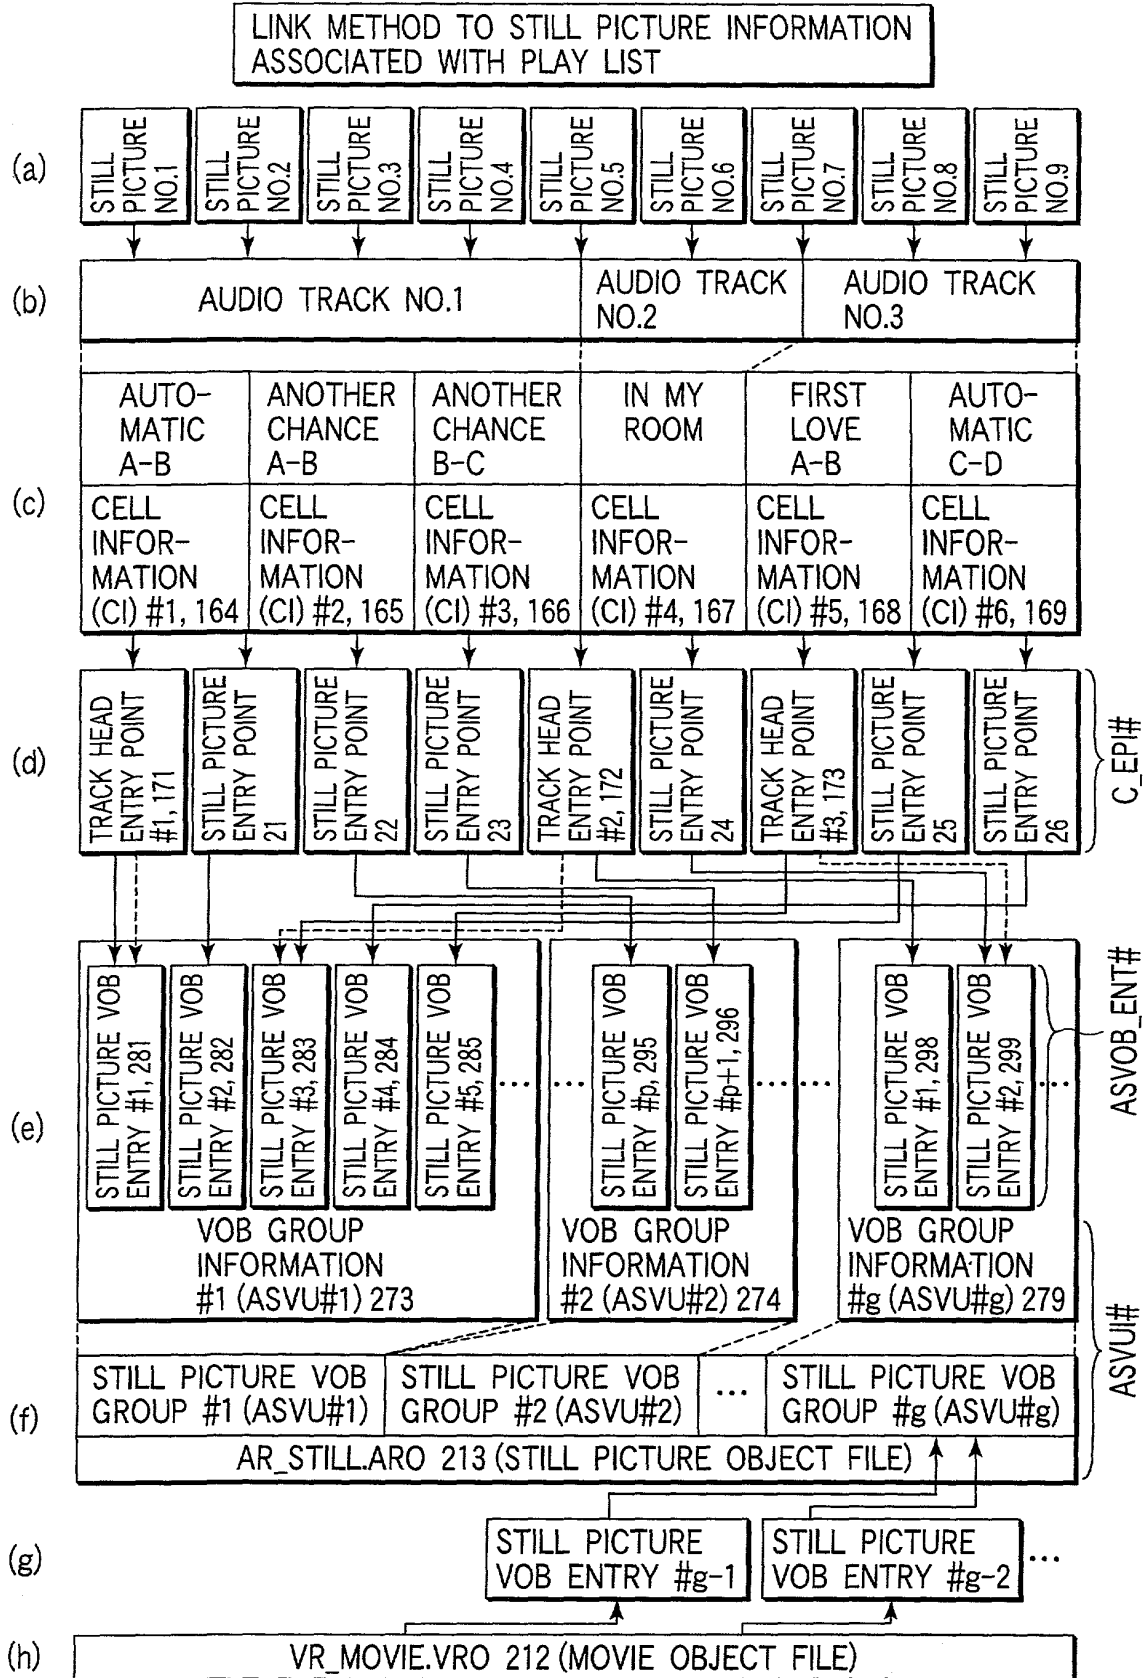 LINK METHOD TO STILL PICTURE INFORMATION
ASSOCIATED WITH PLAY LIST
(a)
STILL
PICTURE
NO.1
STILL
PICTURE
NO.2
STILL
PICTURE
NO.3
STILL
PICTURE
NO.4
STILL
PICTURE
NO.5
STILL
PICTURE
NO.6
STILL
PICTURE
NO.7
STILL
PICTURE
NO.8
STILL
PICTURE
NO.9
(b)
AUDIO TRACK NO.1
AUDIO TRACK
NO.2
AUDIO TRACK
NO.3
(c)
AUTO-
MATIC
A-B
ANOTHER
CHANCE
A-B
ANOTHER
CHANCE
B-C
IN MY
ROOM
FIRST
LOVE
A-B
AUTO-
MATIC
C-D
CELL
INFOR-
MATION
(CI) #1, 164
CELL
INFOR-
MATION
(CI) #2, 165
CELL
INFOR-
MATION
(CI) #3, 166
CELL
INFOR-
MATION
(CI) #4, 167
CELL
INFOR-
MATION
(CI) #5, 168
CELL
INFOR-
MATION
(CI) #6, 169
(d)
TRACK HEAD
ENTRY POINT
#1, 171
STILL PICTURE
ENTRY POINT
21
STILL PICTURE
ENTRY POINT
22
STILL PICTURE
ENTRY POINT
23
TRACK HEAD
ENTRY POINT
#2, 172
STILL PICTURE
ENTRY POINT
24
TRACK HEAD
ENTRY POINT
#3, 173
STILL PICTURE
ENTRY POINT
25
STILL PICTURE
ENTRY POINT
26
C_EPI#
(e)
STILL PICTURE VOB
ENTRY #1, 281
STILL PICTURE VOB
ENTRY #2, 282
STILL PICTURE VOB
ENTRY #3, 283
STILL PICTURE VOB
ENTRY #4, 284
STILL PICTURE VOB
ENTRY #5, 285
STILL PICTURE VOB
ENTRY #p, 295
STILL PICTURE VOB
ENTRY #p+1, 296
STILL PICTURE VOB
ENTRY #1, 298
STILL PICTURE VOB
ENTRY #2, 299
ASVOB_ENT#
VOB GROUP
INFORMATION
#1 (ASVU#1) 273
VOB GROUP
INFORMATION
#2 (ASVU#2) 274
VOB GROUP
INFORMATION
#g (ASVU#g) 279
ASVUI#
(f)
STILL PICTURE VOB
GROUP #1 (ASVU#1)
STILL PICTURE VOB
GROUP #2 (ASVU#2)
...
STILL PICTURE VOB
GROUP #g (ASVU#g)
AR_STILL.ARO 213 (STILL PICTURE OBJECT FILE)
(g)
STILL PICTURE
VOB ENTRY #g-1
STILL PICTURE
VOB ENTRY #g-2
...
(h)
VR_MOVIE.VRO 212 (MOVIE OBJECT FILE)